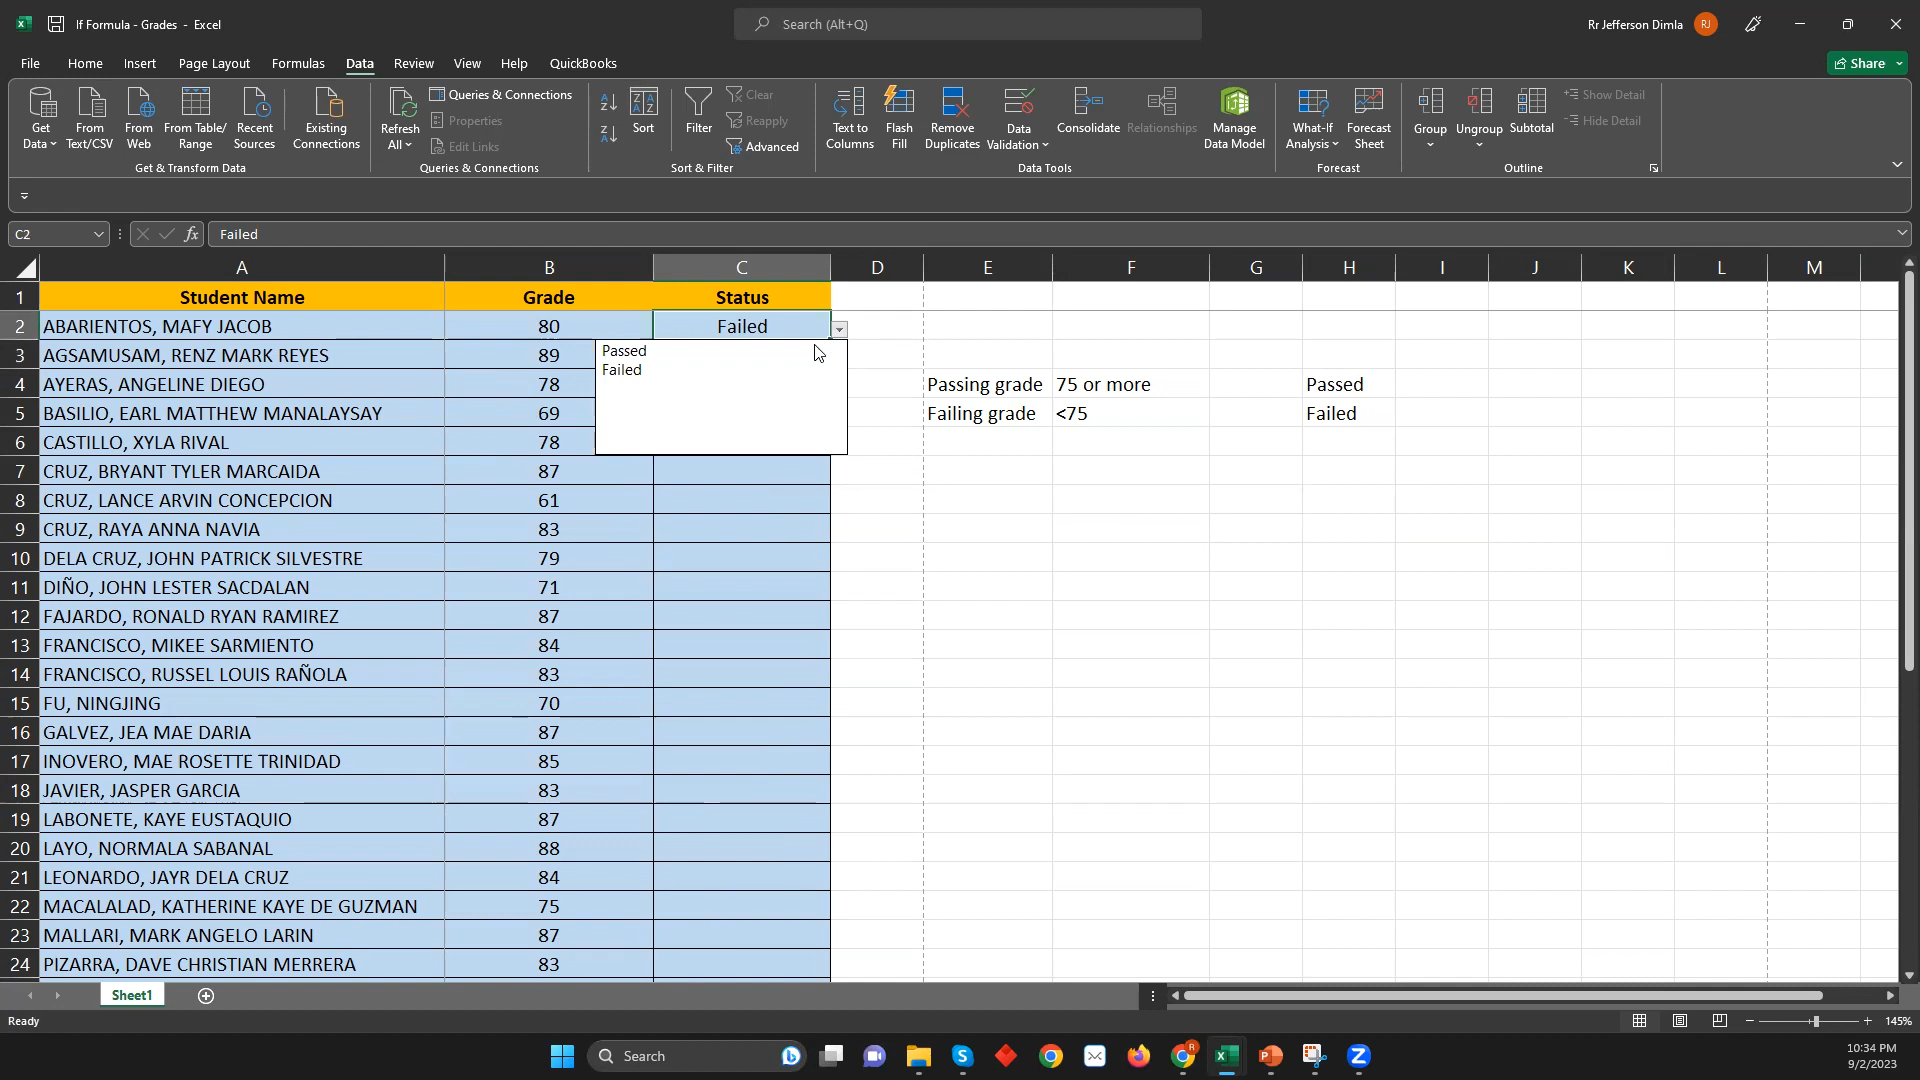 If Formula - Grades - Excel
Search (Alt+Q)
Rr Jefferson Dimla
RJ
File Home Insert Page Layout Formulas Data Review View Help QuickBooks
Share
Get Data
From Text/CSV
From Web
From Table/ Range
Recent Sources
Existing Connections
Get & Transform Data
Refresh All
Queries & Connections
Properties
Edit Links
Queries & Connections
Sort
Filter
Clear
Reapply
Advanced
Sort & Filter
Text to Columns
Flash Fill
Remove Duplicates
Data Validation
Consolidate
Relationships
Manage Data Model
Data Tools
What-If Analysis
Forecast Sheet
Forecast
Group
Ungroup
Subtotal
Show Detail
Hide Detail
Outline
C2 fx Failed
A B C D E F G H I J K L M
1 Student Name Grade Status
2 ABARIENTOS, MAFY JACOB 80 Failed
3 AGSAMUSAM, RENZ MARK REYES 89
Passed
Failed
4 AYERAS, ANGELINE DIEGO 78 Passing grade 75 or more Passed
5 BASILIO, EARL MATTHEW MANALAYSAY 69 Failing grade <75 Failed
6 CASTILLO, XYLA RIVAL 78
7 CRUZ, BRYANT TYLER MARCAIDA 87
8 CRUZ, LANCE ARVIN CONCEPCION 61
9 CRUZ, RAYA ANNA NAVIA 83
10 DELA CRUZ, JOHN PATRICK SILVESTRE 79
11 DIÑO, JOHN LESTER SACDALAN 71
12 FAJARDO, RONALD RYAN RAMIREZ 87
13 FRANCISCO, MIKEE SARMIENTO 84
14 FRANCISCO, RUSSEL LOUIS RAÑOLA 83
15 FU, NINGJING 70
16 GALVEZ, JEA MAE DARIA 87
17 INOVERO, MAE ROSETTE TRINIDAD 85
18 JAVIER, JASPER GARCIA 83
19 LABONETE, KAYE EUSTAQUIO 87
20 LAYO, NORMALA SABANAL 88
21 LEONARDO, JAYR DELA CRUZ 84
22 MACALALAD, KATHERINE KAYE DE GUZMAN 75
23 MALLARI, MARK ANGELO LARIN 87
24 PIZARRA, DAVE CHRISTIAN MERRERA 83
Sheet1
Ready
145%
Search
10:34 PM
9/2/2023